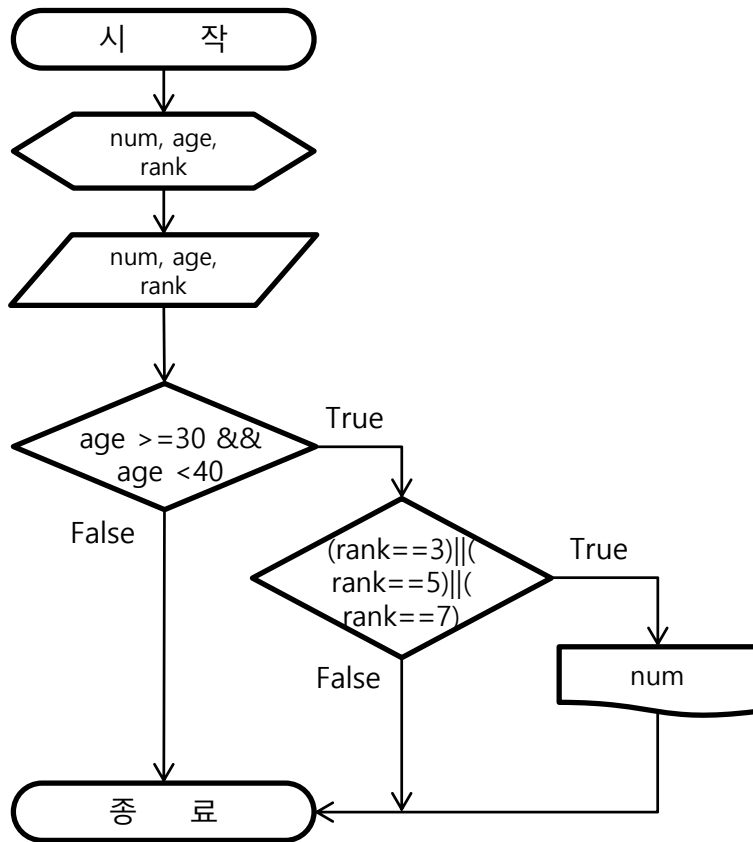 시 작
num, age,
rank
num, age,
rank
age >=30 &&
age <40
True
False
(rank==3)||(
rank==5)||(
rank==7)
True
False
num
종 료